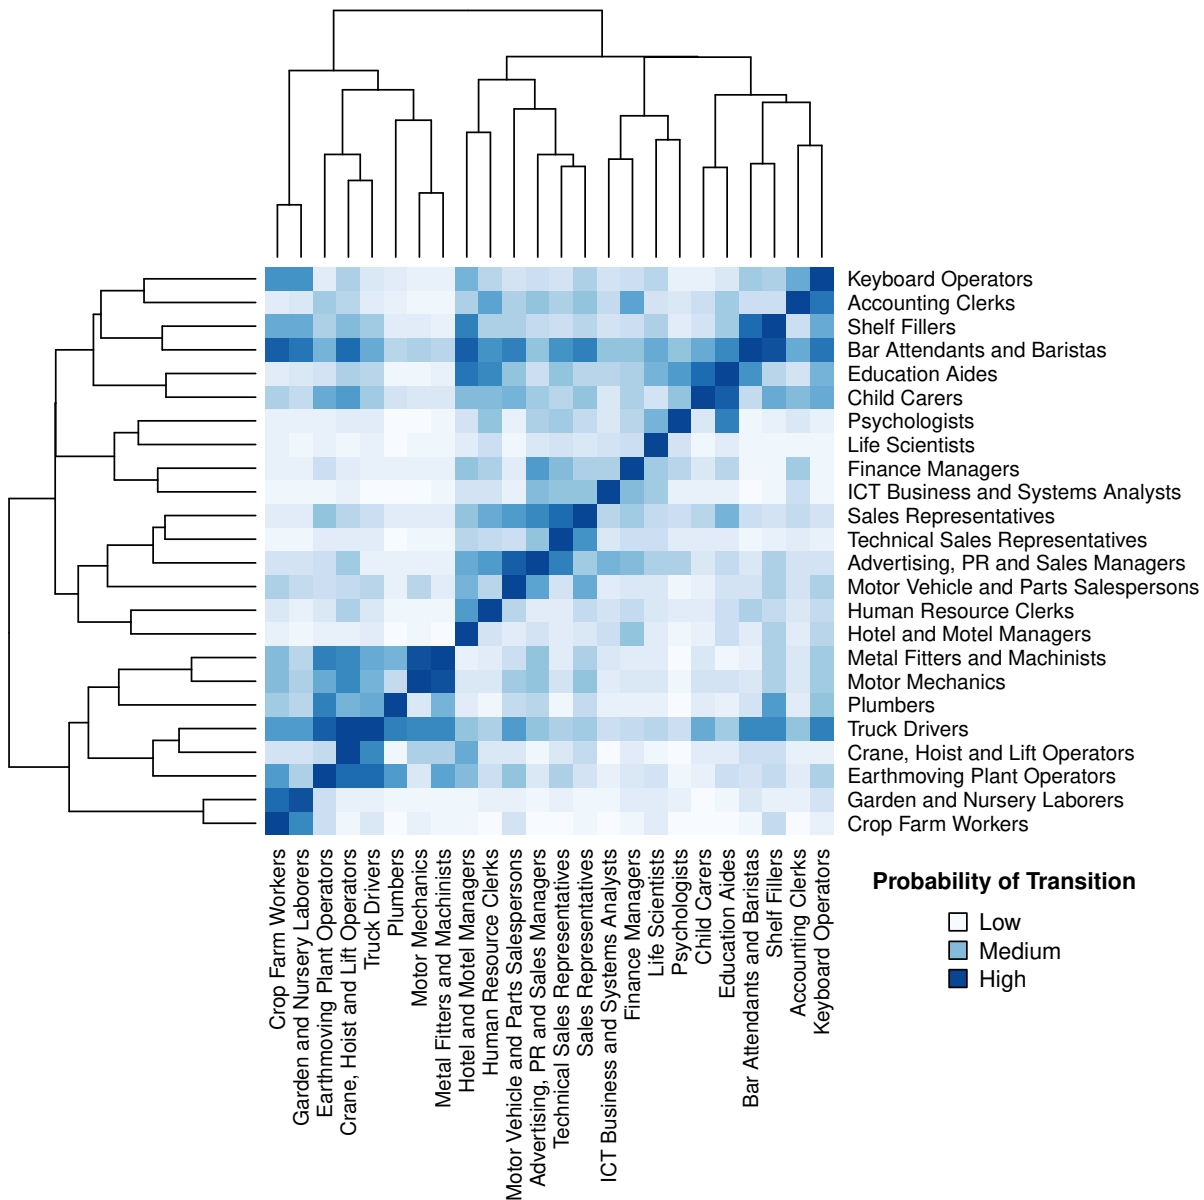 Keyboard Operators
Accounting Clerks
Shelf Fillers
Bar Attendants and Baristas
Education Aides
Child Carers
Psychologists
Life Scientists
Finance Managers
ICT Business and Systems Analysts
Sales Representatives
Technical Sales Representatives
Advertising, PR and Sales Managers
Motor Vehicle and Parts Salespersons
Human Resource Clerks
Hotel and Motel Managers
Metal Fitters and Machinists
Motor Mechanics
Plumbers
Truck Drivers
Crane, Hoist and Lift Operators
Earthmoving Plant Operators
Garden and Nursery Laborers
Crop Farm Workers
Crop Farm Workers
Garden and Nursery Laborers
Earthmoving Plant Operators
Crane, Hoist and Lift Operators
Truck Drivers
Plumbers
Motor Mechanics
Metal Fitters and Machinists
Hotel and Motel Managers
Human Resource Clerks
Motor Vehicle and Parts Salespersons
Advertising, PR and Sales Managers
Technical Sales Representatives
Sales Representatives
ICT Business and Systems Analysts
Finance Managers
Life Scientists
Psychologists
Child Carers
Education Aides
Bar Attendants and Baristas
Shelf Fillers
Accounting Clerks
Keyboard Operators
Probability of Transition
Low
Medium
High